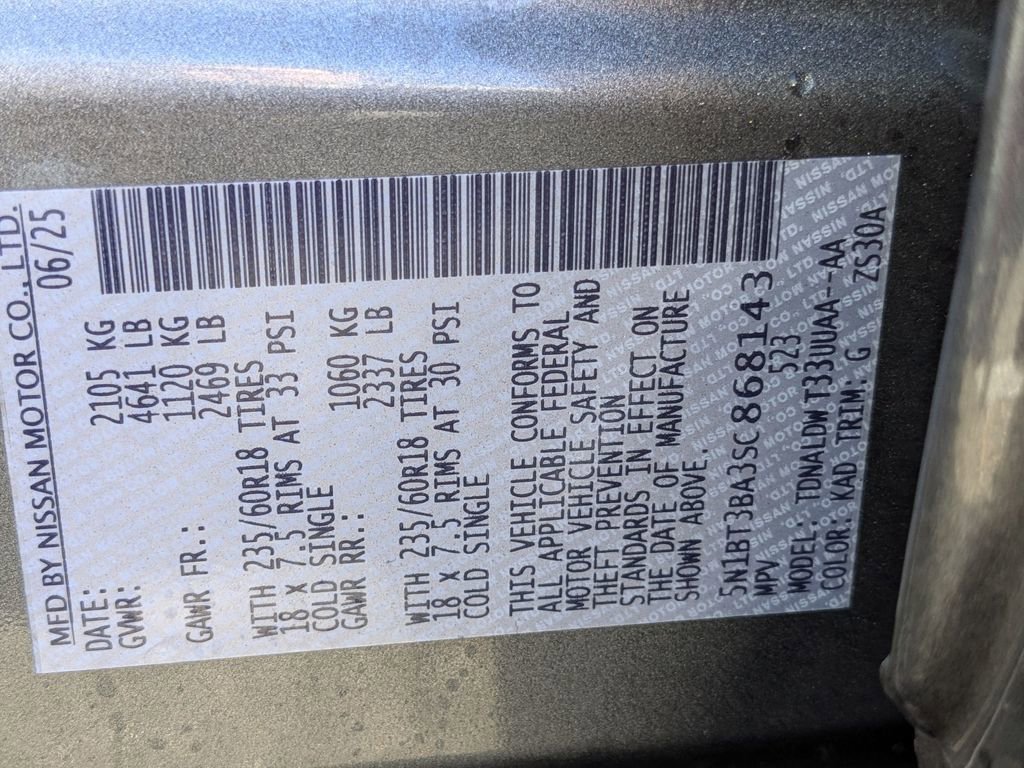 MFD BY NISSAN MOTOR CO., LTD.
DATE: 06/25
GVWR: 2105 KG
4641 LB
GAWR FR.: 1120 KG
2469 LB
WITH 235/60R18 TIRES
18 X 7.5 RIMS AT 33 PSI
COLD SINGLE
GAWR RR.: 1060 KG
2337 LB
WITH 235/60R18 TIRES
18 X 7.5 RIMS AT 30 PSI
COLD SINGLE
THIS VEHICLE CONFORMS TO
ALL APPLICABLE FEDERAL
MOTOR VEHICLE SAFETY AND
THEFT PREVENTION
STANDARDS IN EFFECT ON
THE DATE OF MANUFACTURE
SHOWN ABOVE.
5N1BT3BA3SC868143
MPV 523
MODEL: TDNALDW T33UUAA--AA
COLOR: KAD TRIM: G ZS30A